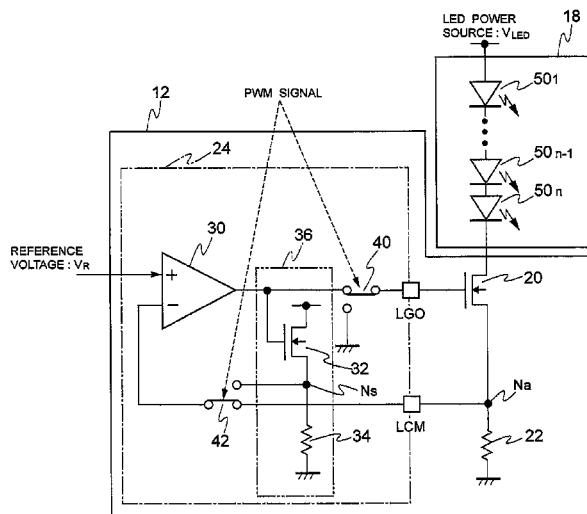 LED POWER
SOURCE : VLED
18
501
PWM SIGNAL
12
24
50n-1
50n
30
36
40
REFERENCE
VOLTAGE : VR
+
−
LGO
20
32
Ns
Na
42
34
LCM
22